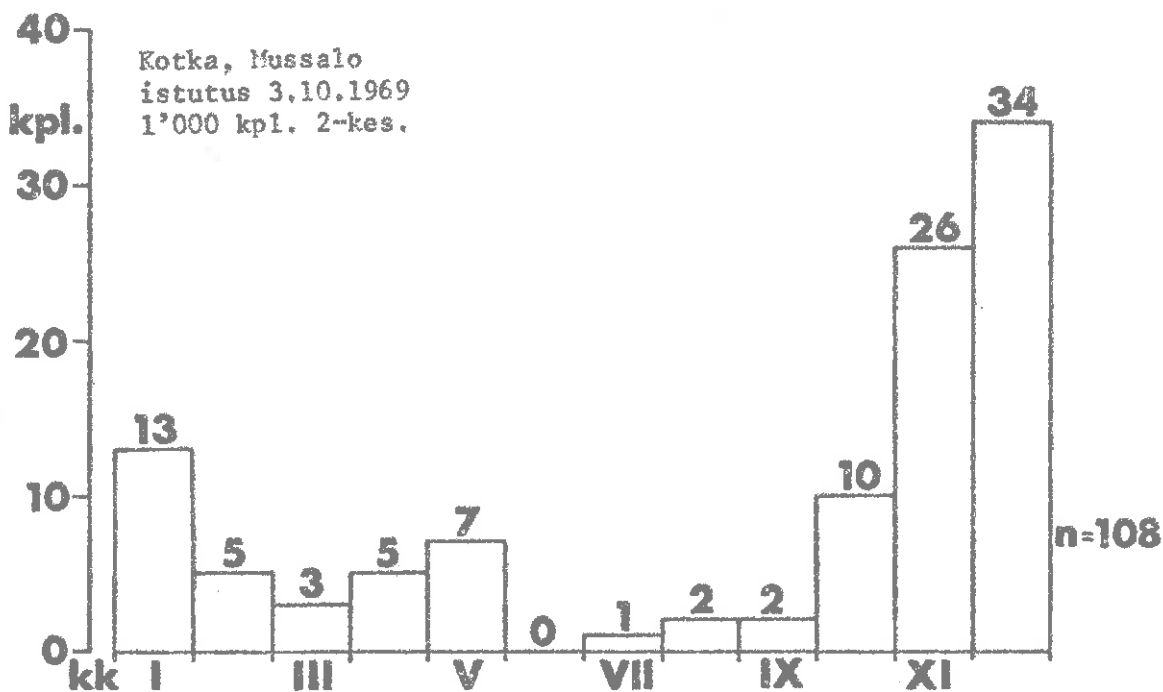 40
Kotka, Mussalo
istutus 3.10.1969
1'000 kpl. 2-kes.
kpl.
34
30
26
20
13
10
10
7
5
5
3
0
1
2
2
n=108
0
kk I III V VII IX XI